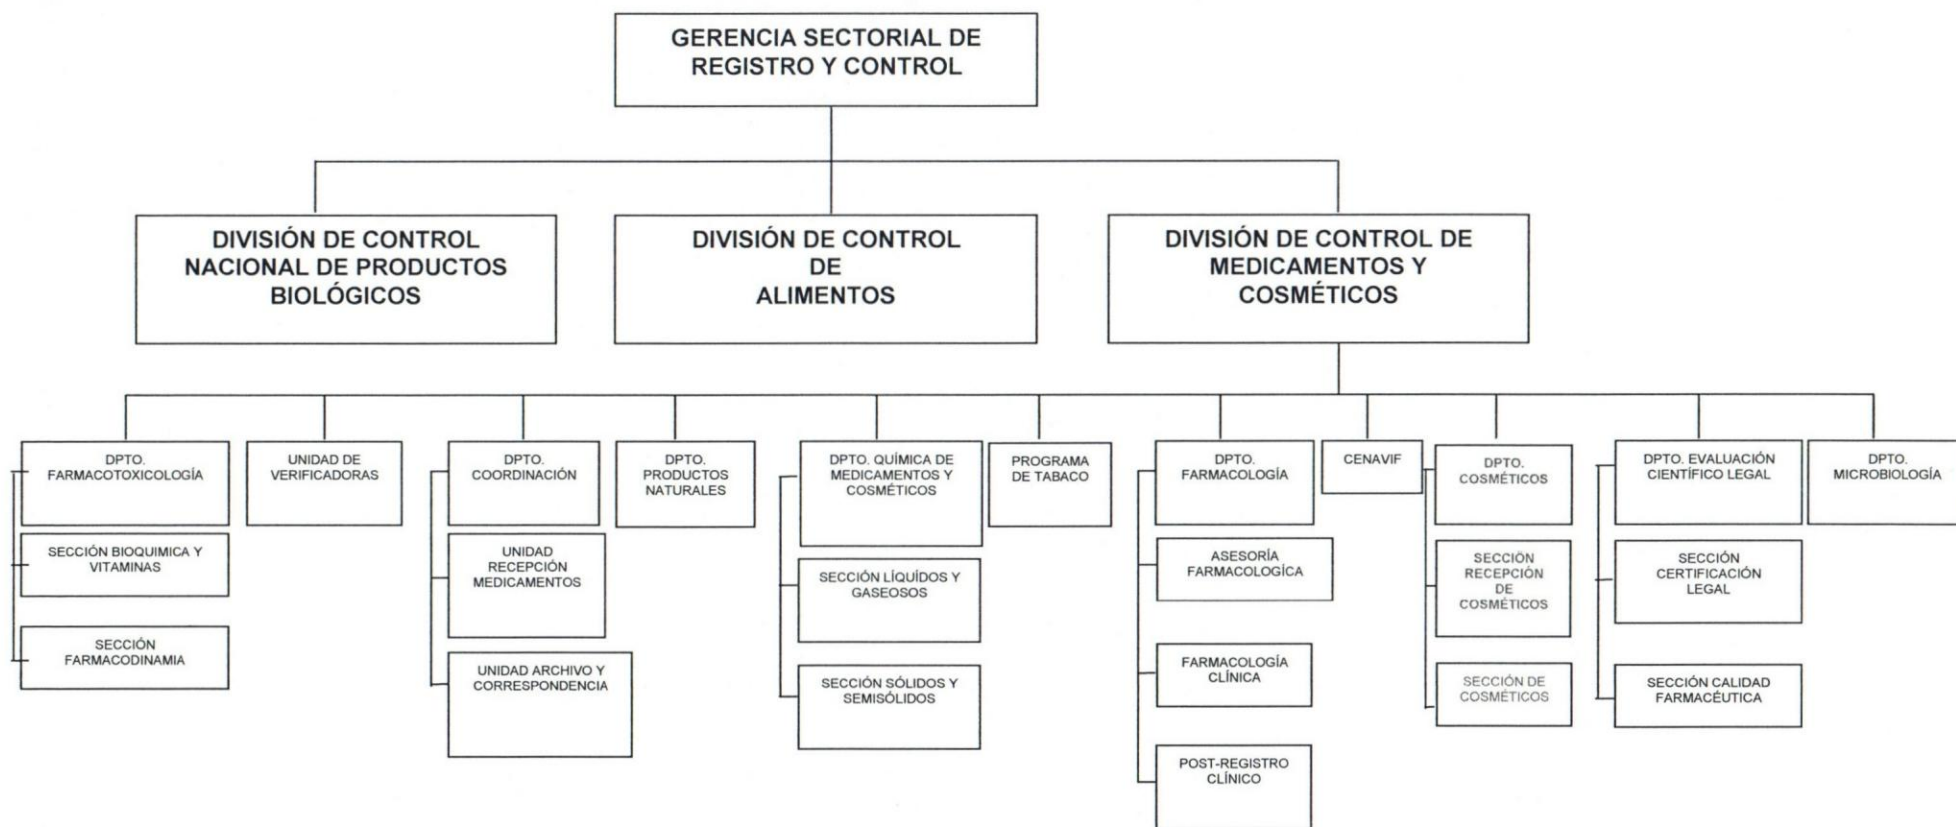 GERENCIA SECTORIAL DE
REGISTRO Y CONTROL
DIVISIÓN DE CONTROL
NACIONAL DE PRODUCTOS
BIOLÓGICOS
DIVISIÓN DE CONTROL
DE
ALIMENTOS
DIVISIÓN DE CONTROL DE
MEDICAMENTOS Y
COSMÉTICOS
DPTO.
FARMACOTOXICOLOGÍA
SECCIÓN BIOQUIMICA Y
VITAMINAS
SECCIÓN
FARMACODINAMIA
UNIDAD DE
VERIFICADORAS
DPTO.
COORDINACIÓN
UNIDAD
RECEPCIÓN
MEDICAMENTOS
UNIDAD ARCHIVO Y
CORRESPONDENCIA
DPTO.
PRODUCTOS
NATURALES
DPTO. QUÍMICA DE
MEDICAMENTOS Y
COSMÉTICOS
SECCIÓN LÍQUÍDOS Y
GASEOSOS
SECCIÓN SÓLIDOS Y
SEMISÓLIDOS
PROGRAMA
DE TABACO
DPTO.
FARMACOLOGÍA
ASESORÍA
FARMACOLOGÍCA
FARMACOLOGÍA
CLÍNICA
POST-REGISTRO
CLÍNICO
CENAVIF
DPTO.
COSMÉTICOS
SECCIÓN
RECEPCIÓN
DE
COSMÉTICOS
SECCIÓN DE
COSMÉTICOS
DPTO. EVALUACIÓN
CIENTÍFICO LEGAL
SECCIÓN
CERTIFICACIÓN
LEGAL
SECCIÓN CALIDAD
FARMACÉUTICA
DPTO.
MICROBIOLOGÍA